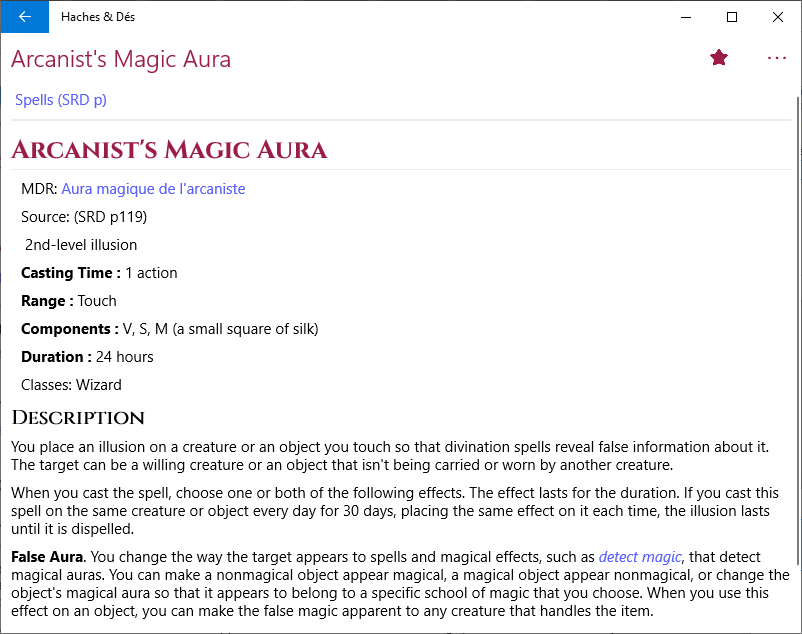 Haches & Dés
Arcanist's Magic Aura
Spells (SRD p)
Arcanist's Magic Aura
MDR: Aura magique de l'arcaniste
Source: (SRD p119)
2nd-level illusion
Casting Time : 1 action
Range : Touch
Components : V, S, M (a small square of silk)
Duration : 24 hours
Classes: Wizard
Description
You place an illusion on a creature or an object you touch so that divination spells reveal false information about it.
The target can be a willing creature or an object that isn't being carried or worn by another creature.
When you cast the spell, choose one or both of the following effects. The effect lasts for the duration. If you cast this
spell on the same creature or object every day for 30 days, placing the same effect on it each time, the illusion lasts
until it is dispelled.
False Aura. You change the way the target appears to spells and magical effects, such as detect magic, that detect
magical auras. You can make a nonmagical object appear magical, a magical object appear nonmagical, or change the
object's magical aura so that it appears to belong to a specific school of magic that you choose. When you use this
effect on an object, you can make the false magic apparent to any creature that handles the item.